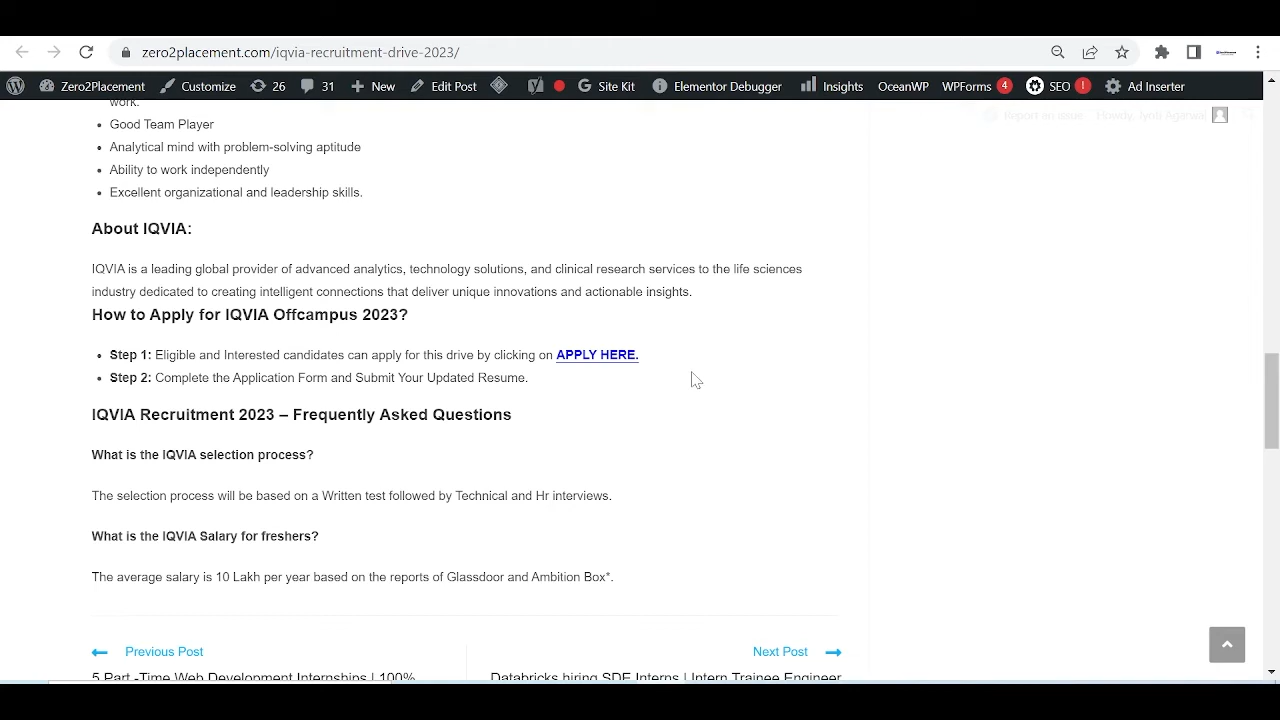 zero2placement.com/iqvia-recruitment-drive-2023/
Zero2Placement Customize 26 31 New Edit Post Site Kit Elementor Debugger Insights OceanWP WPForms 4 SEO ! Ad Inserter
Report an issue Howdy, Jyoti Agarwal
work.
Good Team Player
Analytical mind with problem-solving aptitude
Ability to work independently
Excellent organizational and leadership skills.
About IQVIA:
IQVIA is a leading global provider of advanced analytics, technology solutions, and clinical research services to the life sciences
industry dedicated to creating intelligent connections that deliver unique innovations and actionable insights.
How to Apply for IQVIA Offcampus 2023?
Step 1: Eligible and Interested candidates can apply for this drive by clicking on APPLY HERE.
Step 2: Complete the Application Form and Submit Your Updated Resume.
IQVIA Recruitment 2023 – Frequently Asked Questions
What is the IQVIA selection process?
The selection process will be based on a Written test followed by Technical and Hr interviews.
What is the IQVIA Salary for freshers?
The average salary is 10 Lakh per year based on the reports of Glassdoor and Ambition Box*.
Previous Post Next Post
5 Part -Time Web Development Internships | 100% Databricks hiring SDE Interns | Intern Trainee Engineer